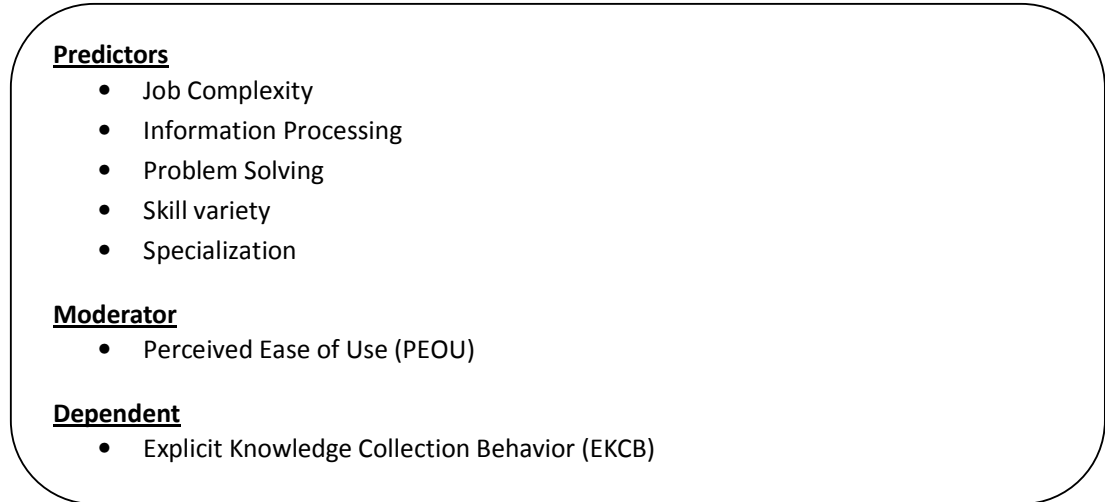 Predictors
• Job Complexity
• Information Processing
• Problem Solving
• Skill variety
• Specialization
Moderator
• Perceived Ease of Use (PEOU)
Dependent
• Explicit Knowledge Collection Behavior (EKCB)